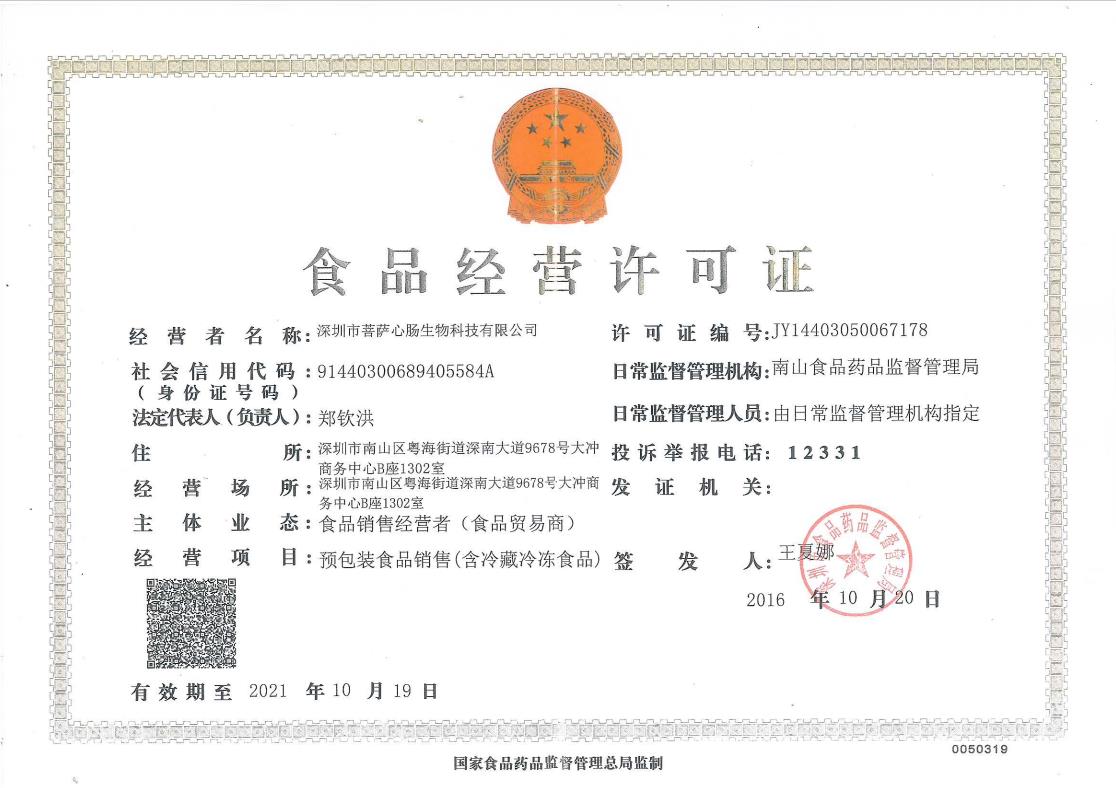 食品经营许可证
经营者名称:深圳市菩萨心肠生物科技有限公司
许可证编号:JY14403050067178
社会信用代码:91440300689405584A
(身份证号码)
日常监督管理机构:南山食品药品监督管理局
法定代表人(负责人):郑钦洪
日常监督管理人员:由日常监督管理机构指定
住所:深圳市南山区粤海街道深南大道9678号大冲
商务中心B座1302室
投诉举报电话:12331
经营场所:深圳市南山区粤海街道深南大道9678号大冲商
务中心B座1302室
发证机关:
主体业态:食品销售经营者(食品贸易商)
经营项目:预包装食品销售(含冷藏冷冻食品)
签发人:王夏娜
深圳市食品药品监督管理局
2016 年 10 月 20 日
有效期至 2021 年 10 月 19 日
0050319
国家食品药品监督管理总局监制